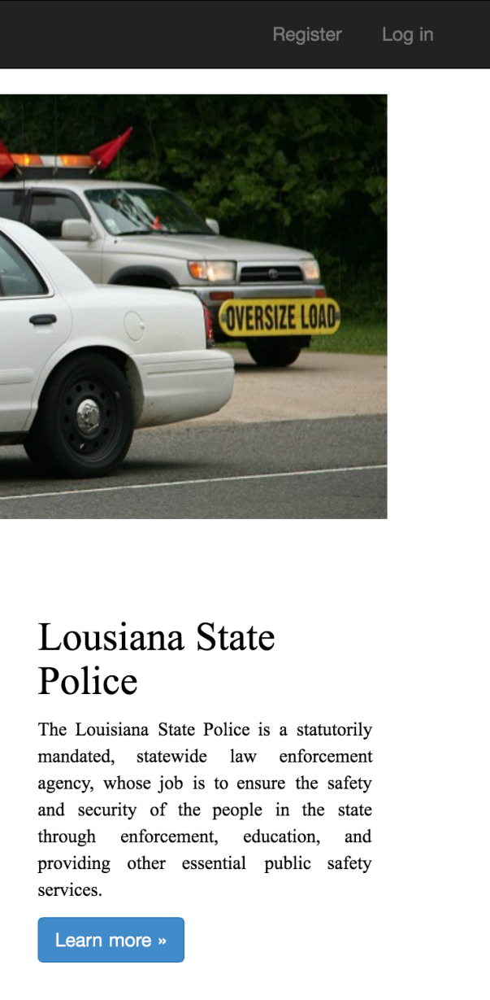 Register Log in
OVERSIZE LOAD
Lousiana State
Police
The Louisiana State Police is a statutorily
mandated, statewide law enforcement
agency, whose job is to ensure the safety
and security of the people in the state
through enforcement, education, and
providing other essential public safety
services.
Learn more »